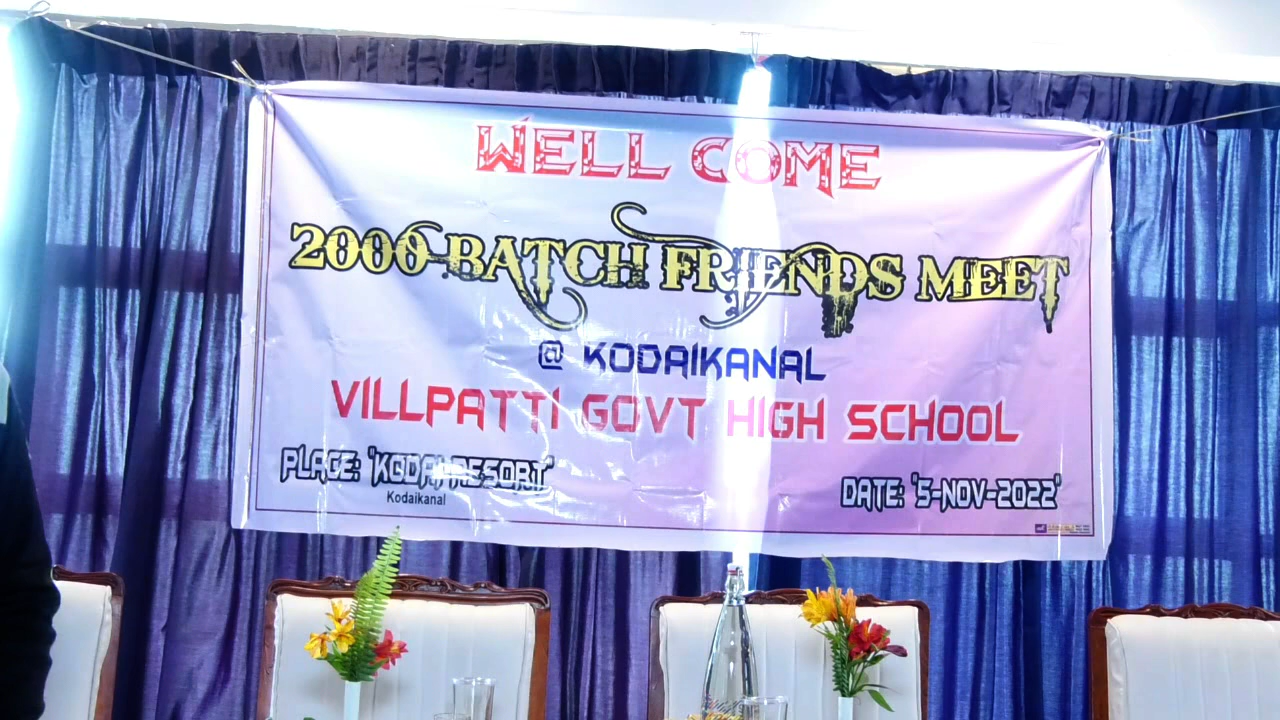 WELL COME
2000 BATCH FRIENDS MEET
@ KODAIKANAL
VILLPATTI GOVT HIGH SCHOOL
PLACE: "KODAI RESORT"
Kodaikanal
DATE: "5-NOV-2022"